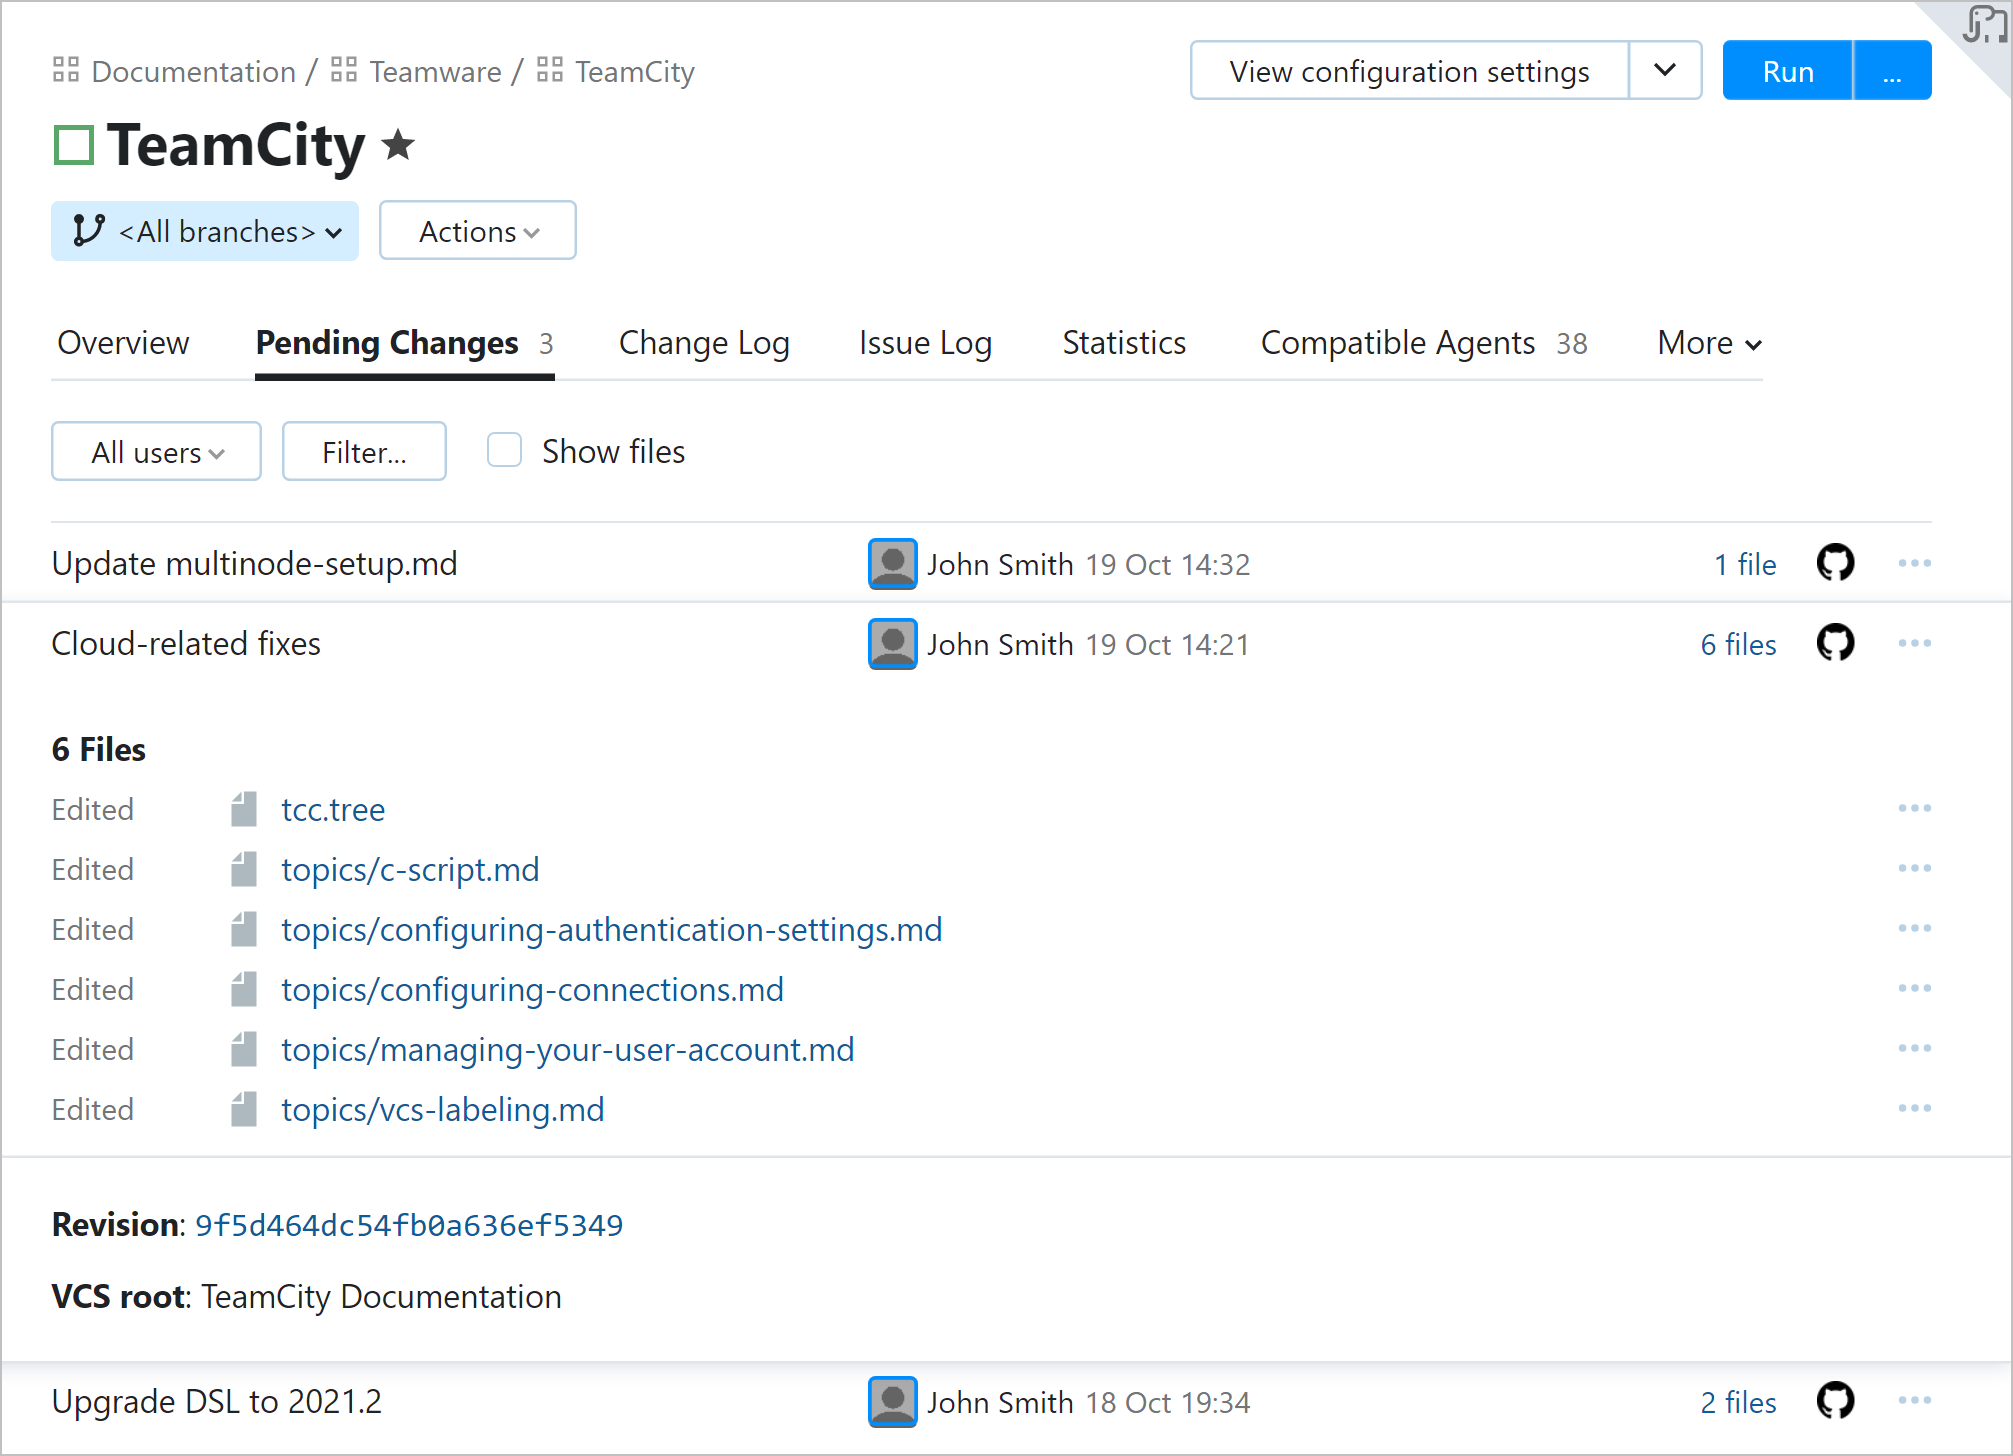 Documentation / Teamware / TeamCity
View configuration settings
Run ...
TeamCity
<All branches> Actions
Overview Pending Changes 3 Change Log Issue Log Statistics Compatible Agents 38 More
All users Filter... Show files
Update multinode-setup.md John Smith 19 Oct 14:32 1 file
Cloud-related fixes John Smith 19 Oct 14:21 6 files
6 Files
Edited tcc.tree
Edited topics/c-script.md
Edited topics/configuring-authentication-settings.md
Edited topics/configuring-connections.md
Edited topics/managing-your-user-account.md
Edited topics/vcs-labeling.md
Revision: 9f5d464dc54fb0a636ef5349
VCS root: TeamCity Documentation
Upgrade DSL to 2021.2 John Smith 18 Oct 19:34 2 files